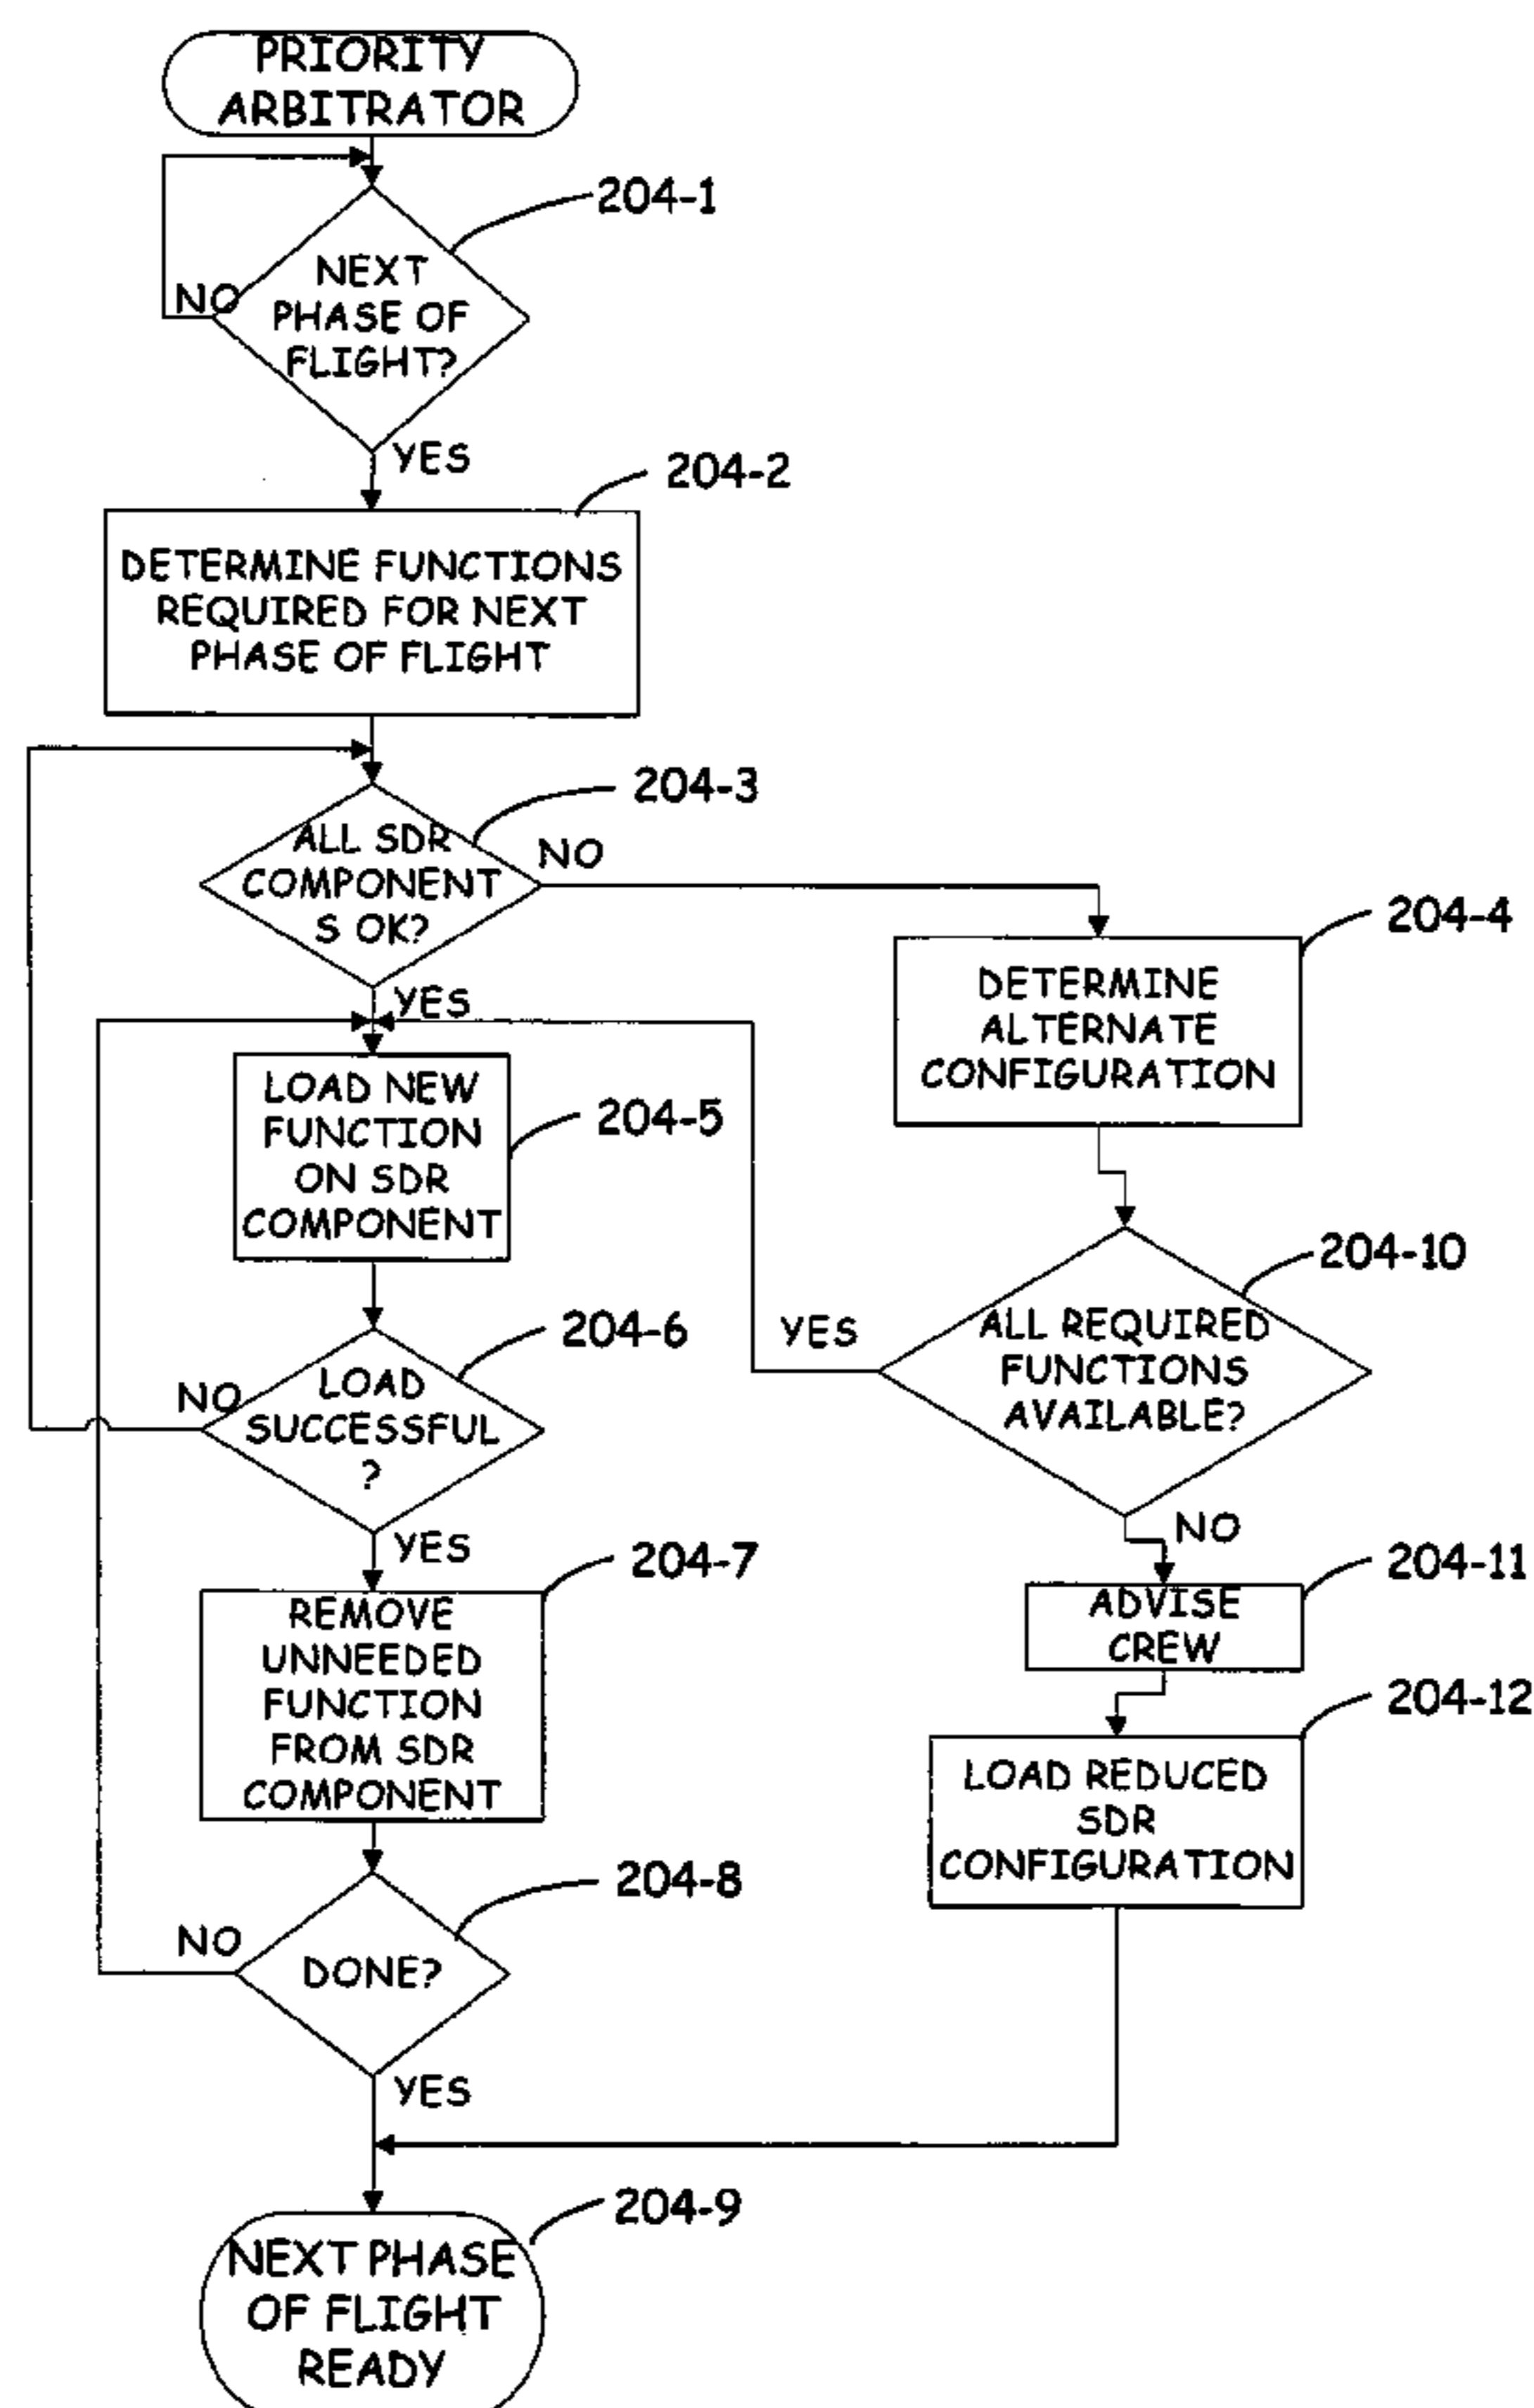 PRIORITY
ARBITRATOR
204-1
NEXT
PHASE OF
FLIGHT?
NO
YES
204-2
DETERMINE FUNCTIONS
REQUIRED FOR NEXT
PHASE OF FLIGHT
204-3
ALL SDR
COMPONENT
S OK?
NO
YES
204-4
DETERMINE
ALTERNATE
CONFIGURATION
LOAD NEW
FUNCTION
ON SDR
COMPONENT
204-5
204-10
ALL REQUIRED
FUNCTIONS
AVAILABLE?
YES
NO
204-6
LOAD
SUCCESSFUL
?
NO
YES
204-7
REMOVE
UNNEEDED
FUNCTION
FROM SDR
COMPONENT
204-11
ADVISE
CREW
204-12
LOAD REDUCED
SDR
CONFIGURATION
204-8
DONE?
NO
YES
204-9
NEXT PHASE
OF FLIGHT
READY